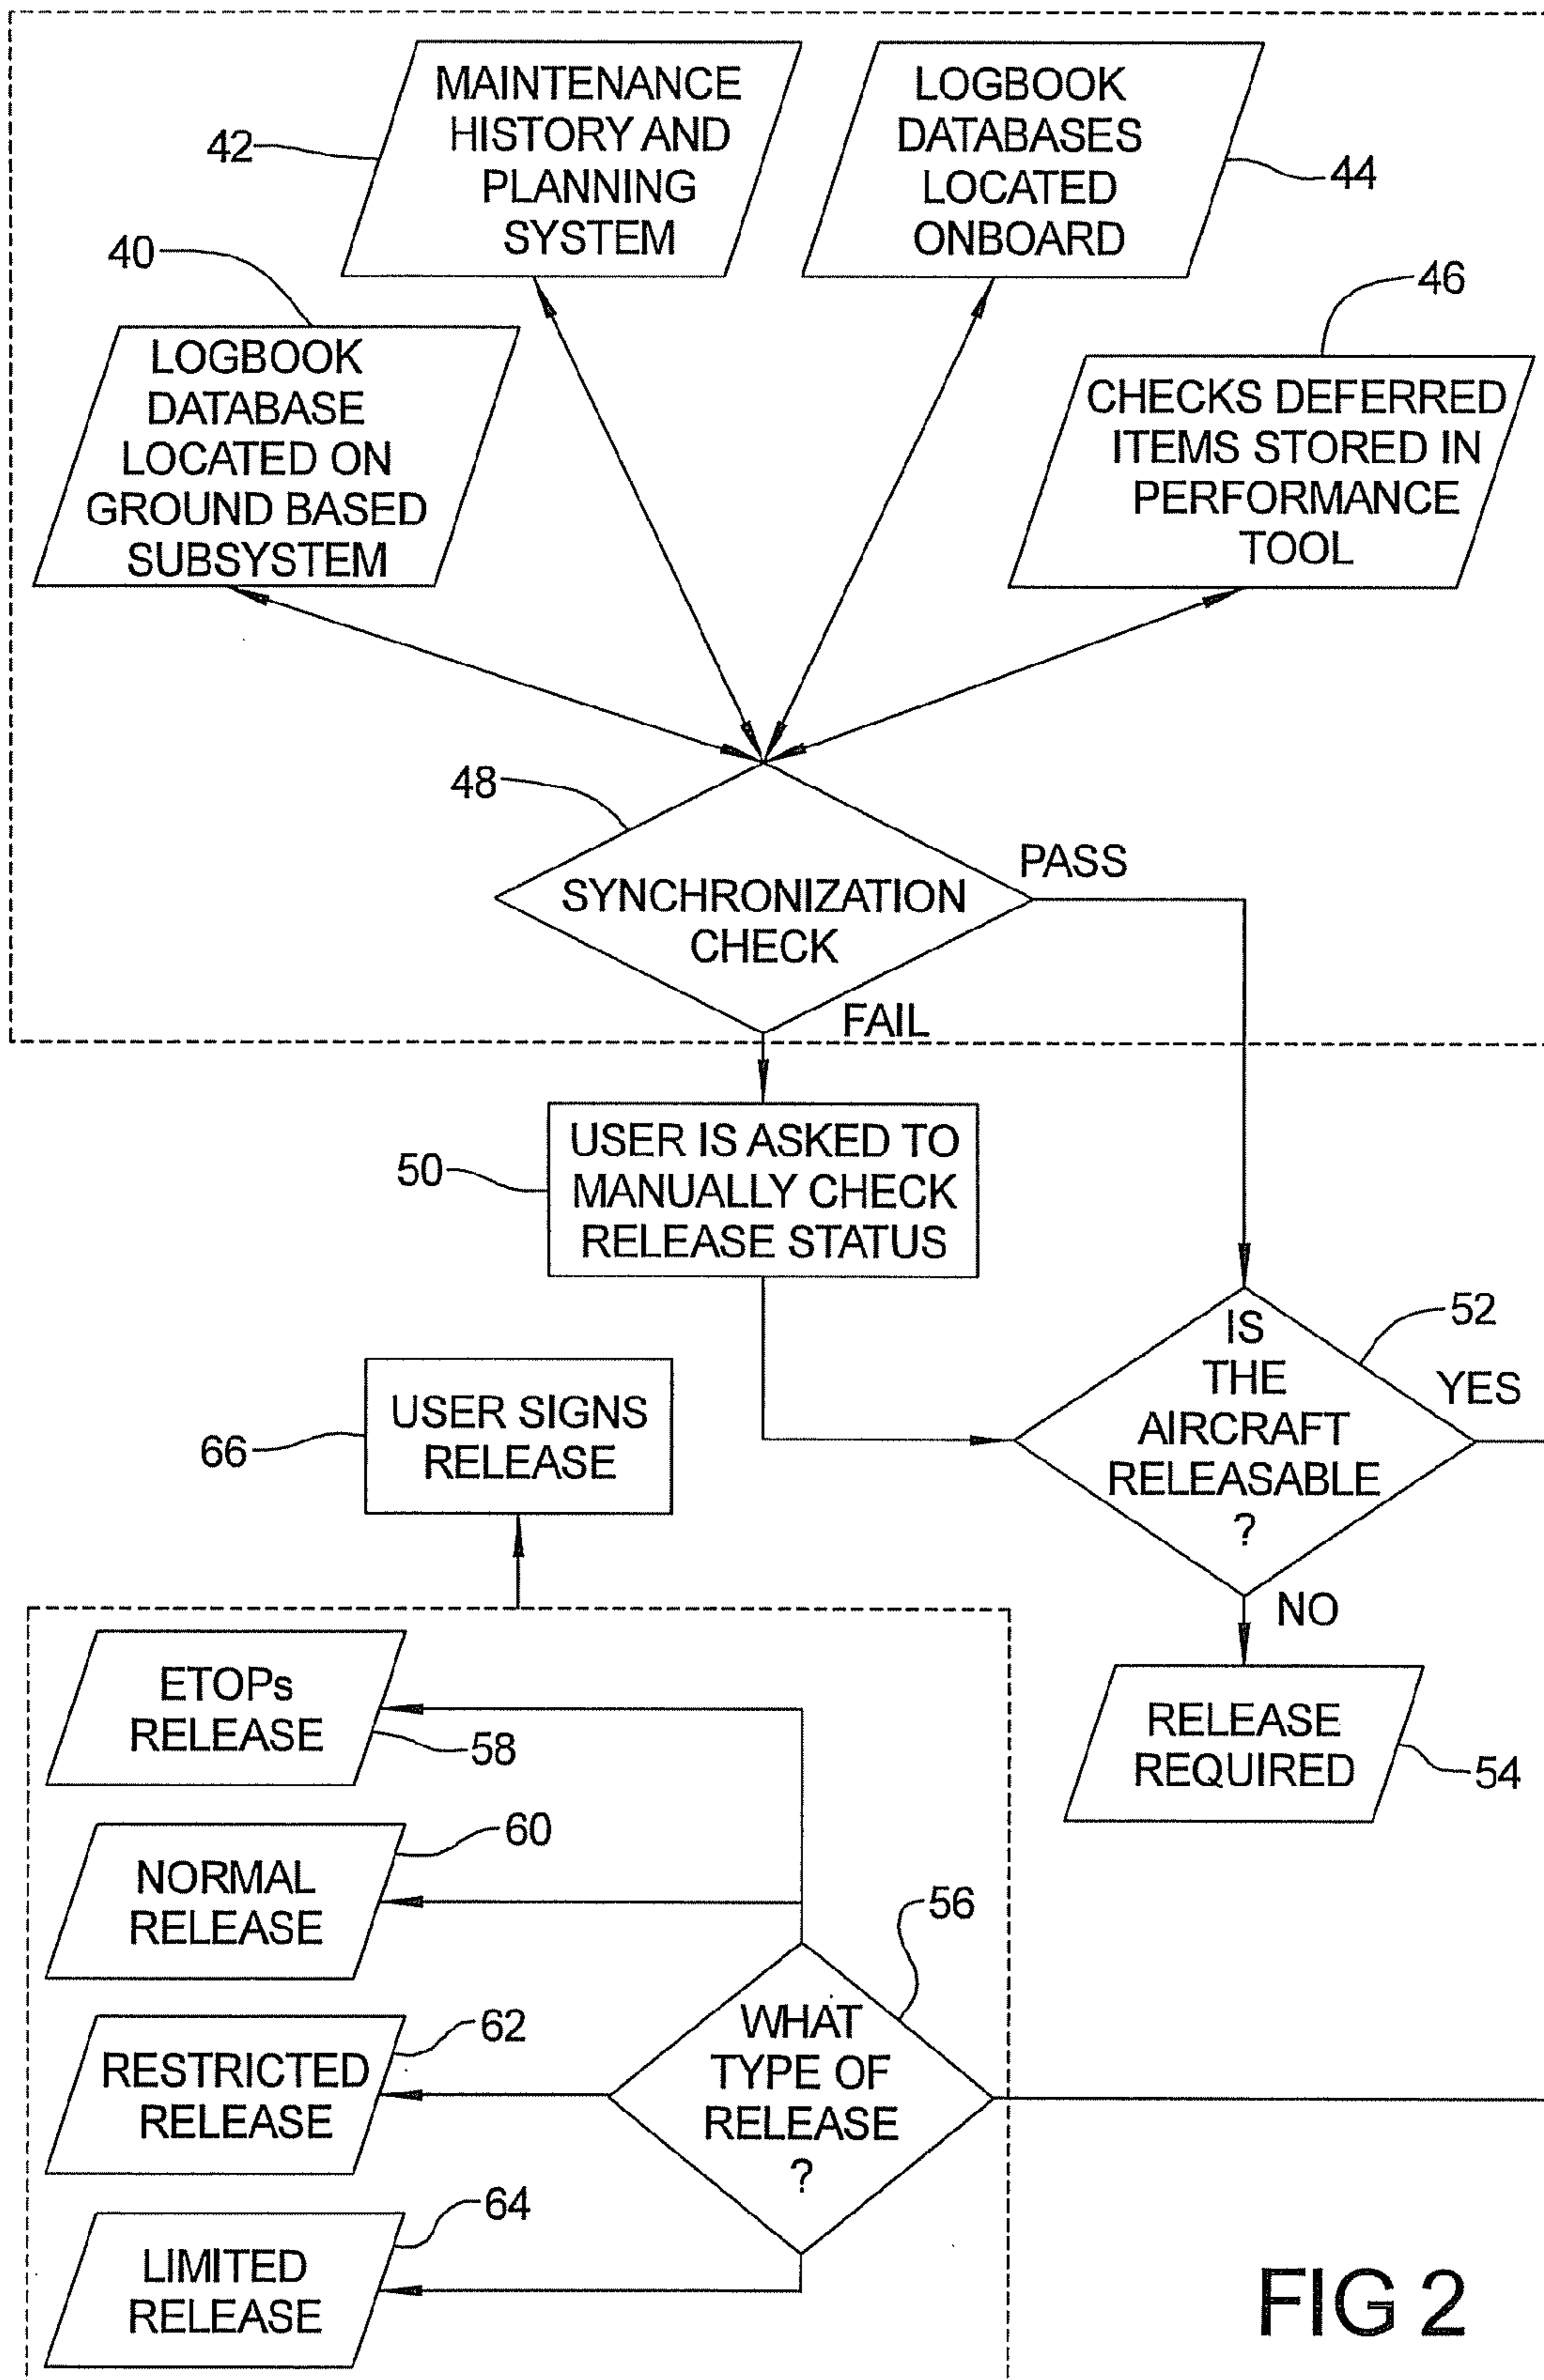 MAINTENANCE
HISTORY AND
PLANNING
SYSTEM
42
LOGBOOK
DATABASES
LOCATED
ONBOARD
44
40
LOGBOOK
DATABASE
LOCATED ON
GROUND BASED
SUBSYSTEM
46
CHECKS DEFERRED
ITEMS STORED IN
PERFORMANCE
TOOL
48
SYNCHRONIZATION
CHECK
PASS
FAIL
50
USER IS ASKED TO
MANUALLY CHECK
RELEASE STATUS
52
IS
THE
AIRCRAFT
RELEASABLE
?
YES
NO
66
USER SIGNS
RELEASE
RELEASE
REQUIRED
54
ETOPs
RELEASE
58
NORMAL
RELEASE
60
56
WHAT
TYPE OF
RELEASE
?
RESTRICTED
RELEASE
62
LIMITED
RELEASE
64
FIG 2